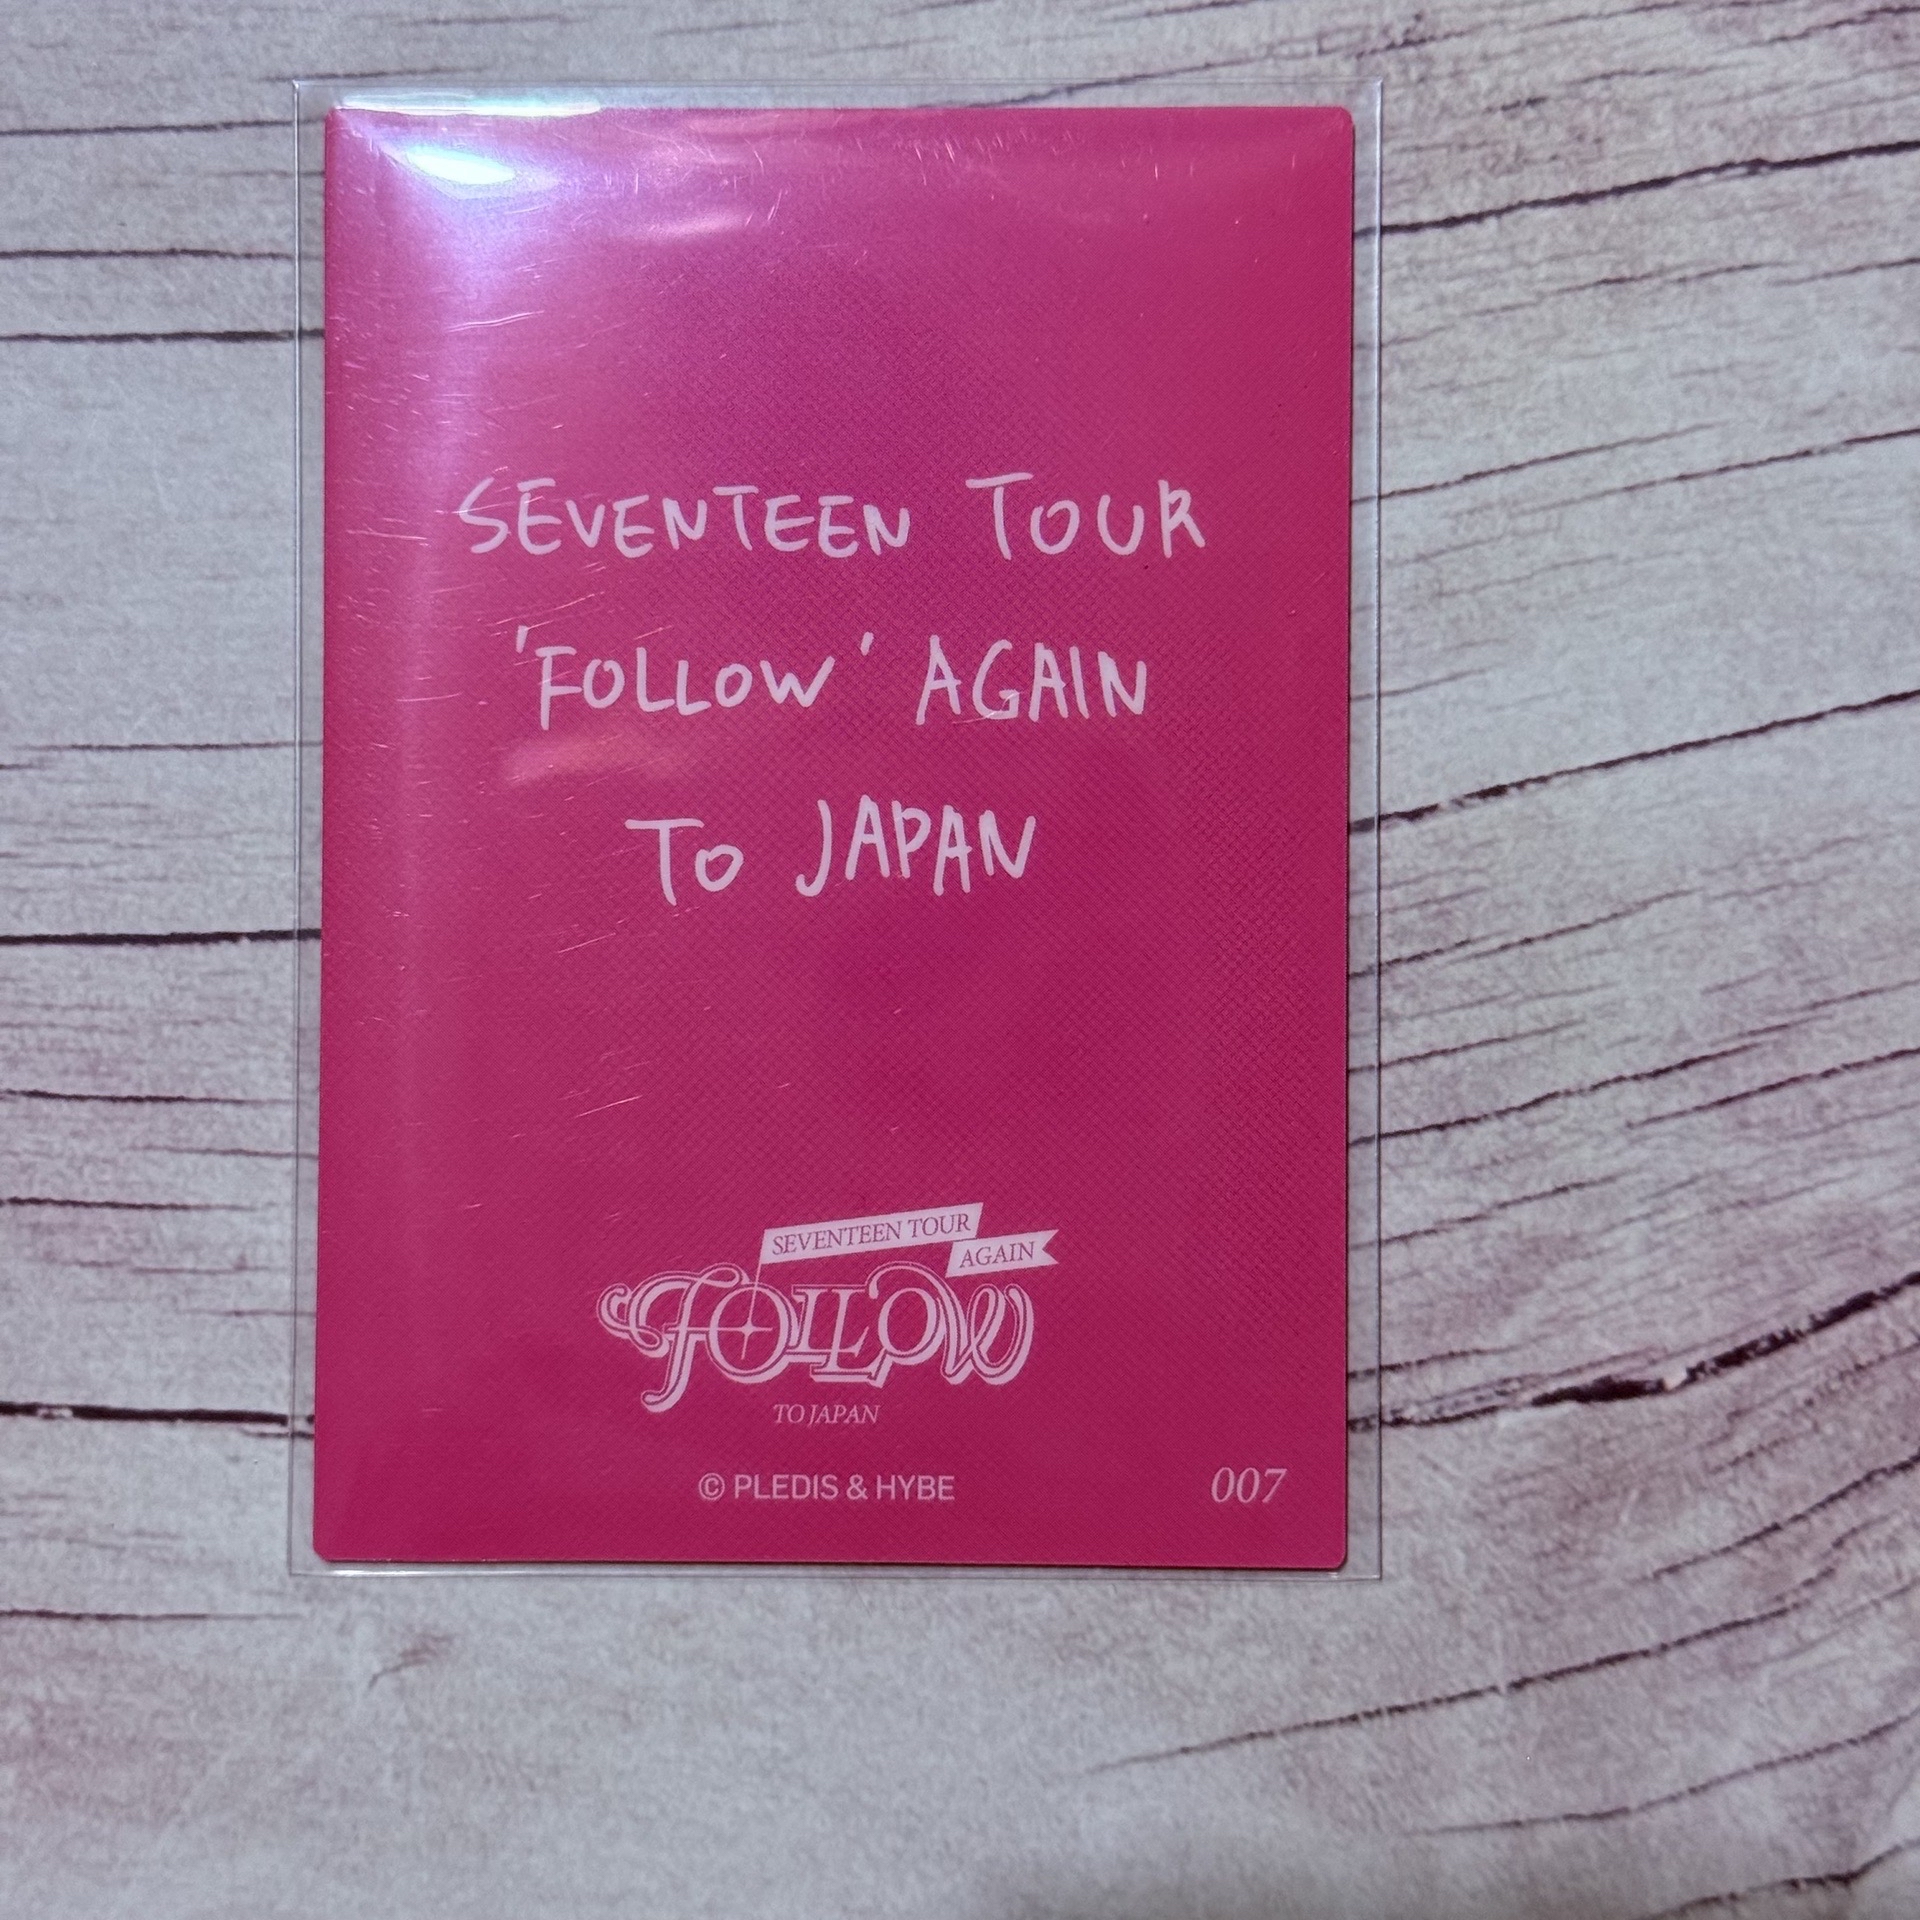 SEVENTEEN TOUR
'FOLLOW' AGAIN
TO JAPAN
SEVENTEEN TOUR
AGAIN
FOLLOW
TO JAPAN
© PLEDIS & HYBE
007